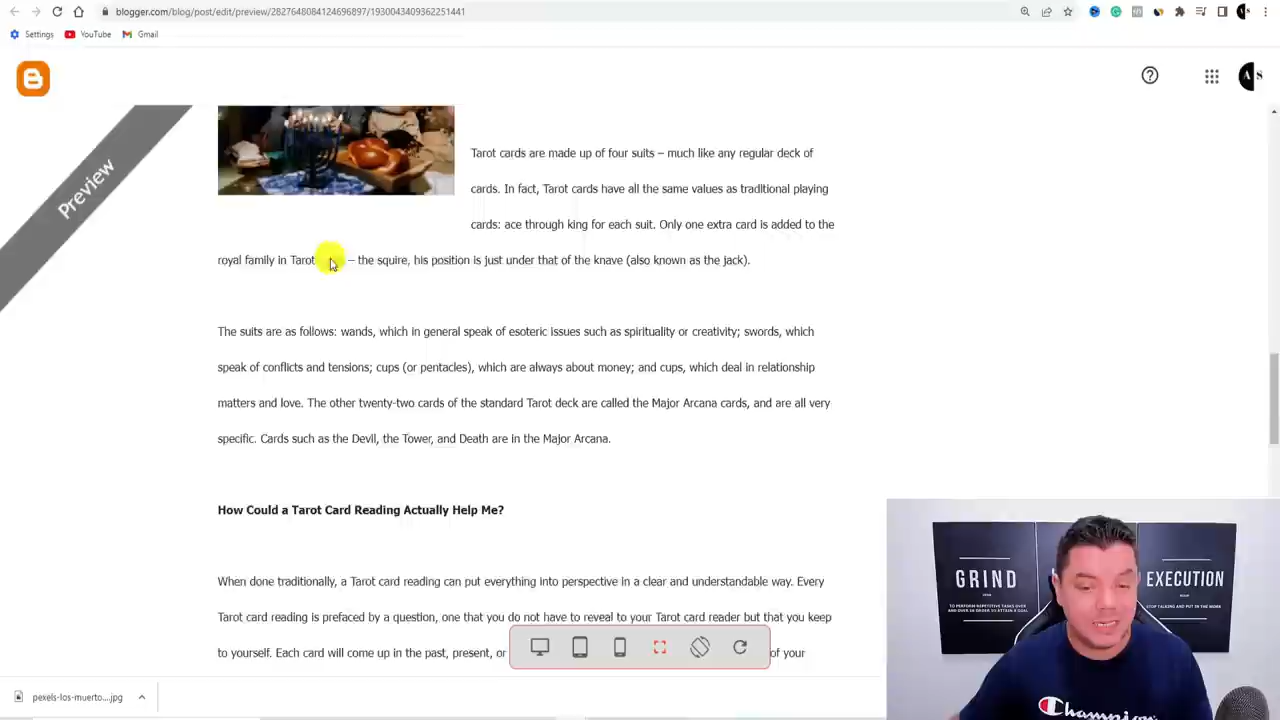 blogger.com/blog/post/edit/preview/2827648084124696897/1930043409362251441
Settings YouTube Gmail
AS
Preview
Tarot cards are made up of four suits – much like any regular deck of
cards. In fact, Tarot cards have all the same values as traditional playing
cards: ace through king for each suit. Only one extra card is added to the
royal family in Tarot – the squire, his position is just under that of the knave (also known as the jack).
The suits are as follows: wands, which in general speak of esoteric issues such as spirituality or creativity; swords, which
speak of conflicts and tensions; cups (or pentacles), which are always about money; and cups, which deal in relationship
matters and love. The other twenty-two cards of the standard Tarot deck are called the Major Arcana cards, and are all very
specific. Cards such as the Devil, the Tower, and Death are in the Major Arcana.
How Could a Tarot Card Reading Actually Help Me?
When done traditionally, a Tarot card reading can put everything into perspective in a clear and understandable way. Every
Tarot card reading is prefaced by a question, one that you do not have to reveal to your Tarot card reader but that you keep
to yourself. Each card will come up in the past, present, or of your
pexels-los-muerto....jpg
GRIND
EXECUTION
STOP TALKING AND PUT IN THE WORK
Champion